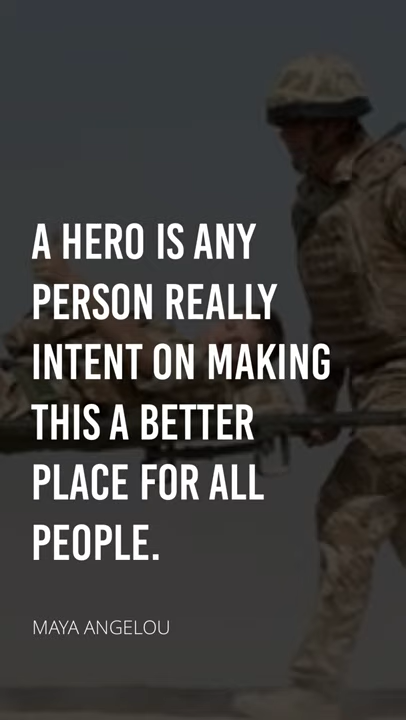 A HERO IS ANY
PERSON REALLY
INTENT ON MAKING
THIS A BETTER
PLACE FOR ALL
PEOPLE.
MAYA ANGELOU